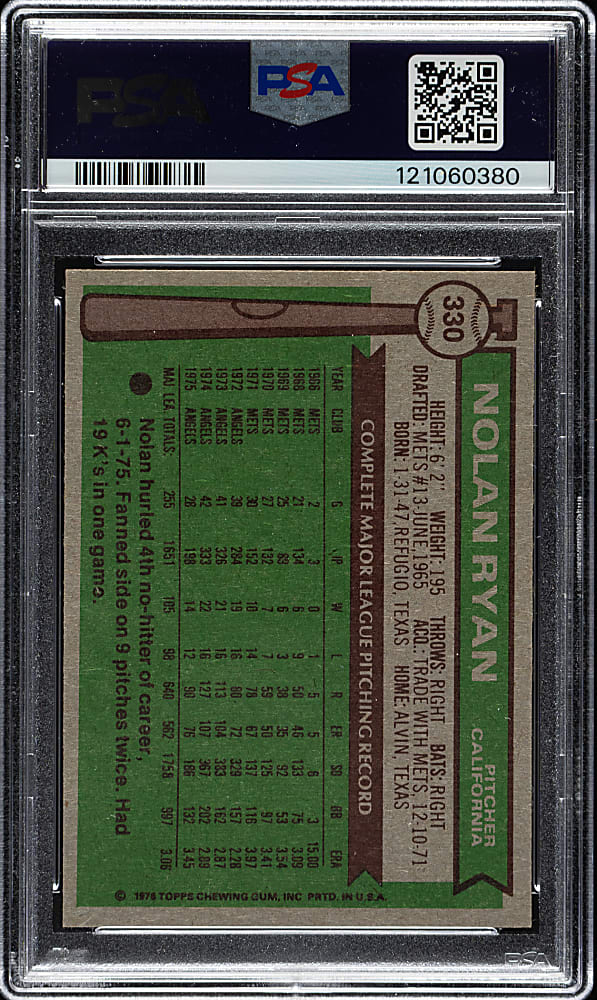 PSA
PSA
121060380
330
NOLAN RYAN
PITCHER
CALIFORNIA
HEIGHT: 6' 2" WEIGHT: 195 THROWS: RIGHT BATS: RIGHT
DRAFTED: METS #13-JUNE, 1965 ACQ.: TRADE WITH METS, 12-10-71
BORN: 1-31-47, REFUGIO, TEXAS HOME: ALVIN, TEXAS
COMPLETE MAJOR LEAGUE PITCHING RECORD
YEAR CLUB G IP W L R ER SO BB ERA
1966 METS 2 3 0 1 5 5 6 3 15.00
1968 METS 21 134 6 9 50 46 133 75 3.09
1969 METS 25 89 6 3 38 35 92 53 3.54
1970 METS 27 132 7 11 59 50 125 97 3.41
1971 METS 30 152 10 14 78 67 137 116 3.97
1972 ANGELS 39 284 19 16 80 72 329 157 2.28
1973 ANGELS 41 326 21 16 113 104 383 162 2.87
1974 ANGELS 42 333 22 16 127 107 367 202 2.89
1975 ANGELS 28 198 14 12 90 76 186 132 3.45
MAJ. LEA. TOTALS: 255 1651 105 98 640 562 1758 997 3.06
Nolan hurled 4th no-hitter of career,
6-1-75. Fanned side on 9 pitches twice. Had
19 K's in one game.
© 1976 TOPPS CHEWING GUM, INC. PRTD. IN U.S.A.
PSA